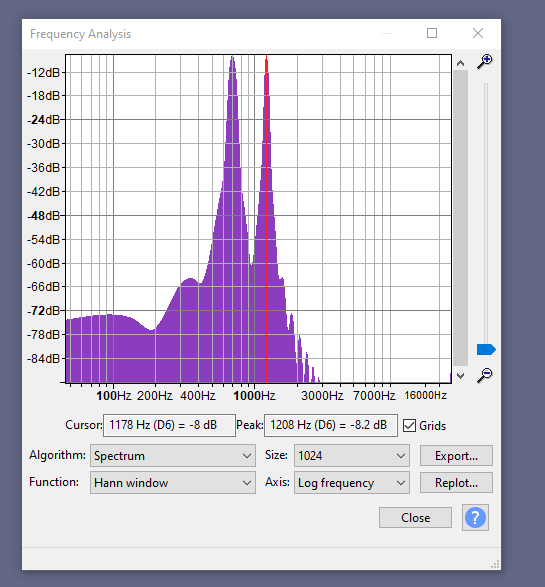 Frequency Analysis
-12dB
-18dB
-24dB
-30dB
-36dB
-42dB
-48dB
-54dB
-60dB
-66dB
-72dB
-78dB
-84dB
100Hz 200Hz 400Hz 1000Hz 3000Hz 7000Hz 16000Hz
Cursor: 1178 Hz (D6) = -8 dB Peak: 1208 Hz (D6) = -8.2 dB Grids
Algorithm: Spectrum Size: 1024 Export...
Function: Hann window Axis: Log frequency Replot...
Close ?